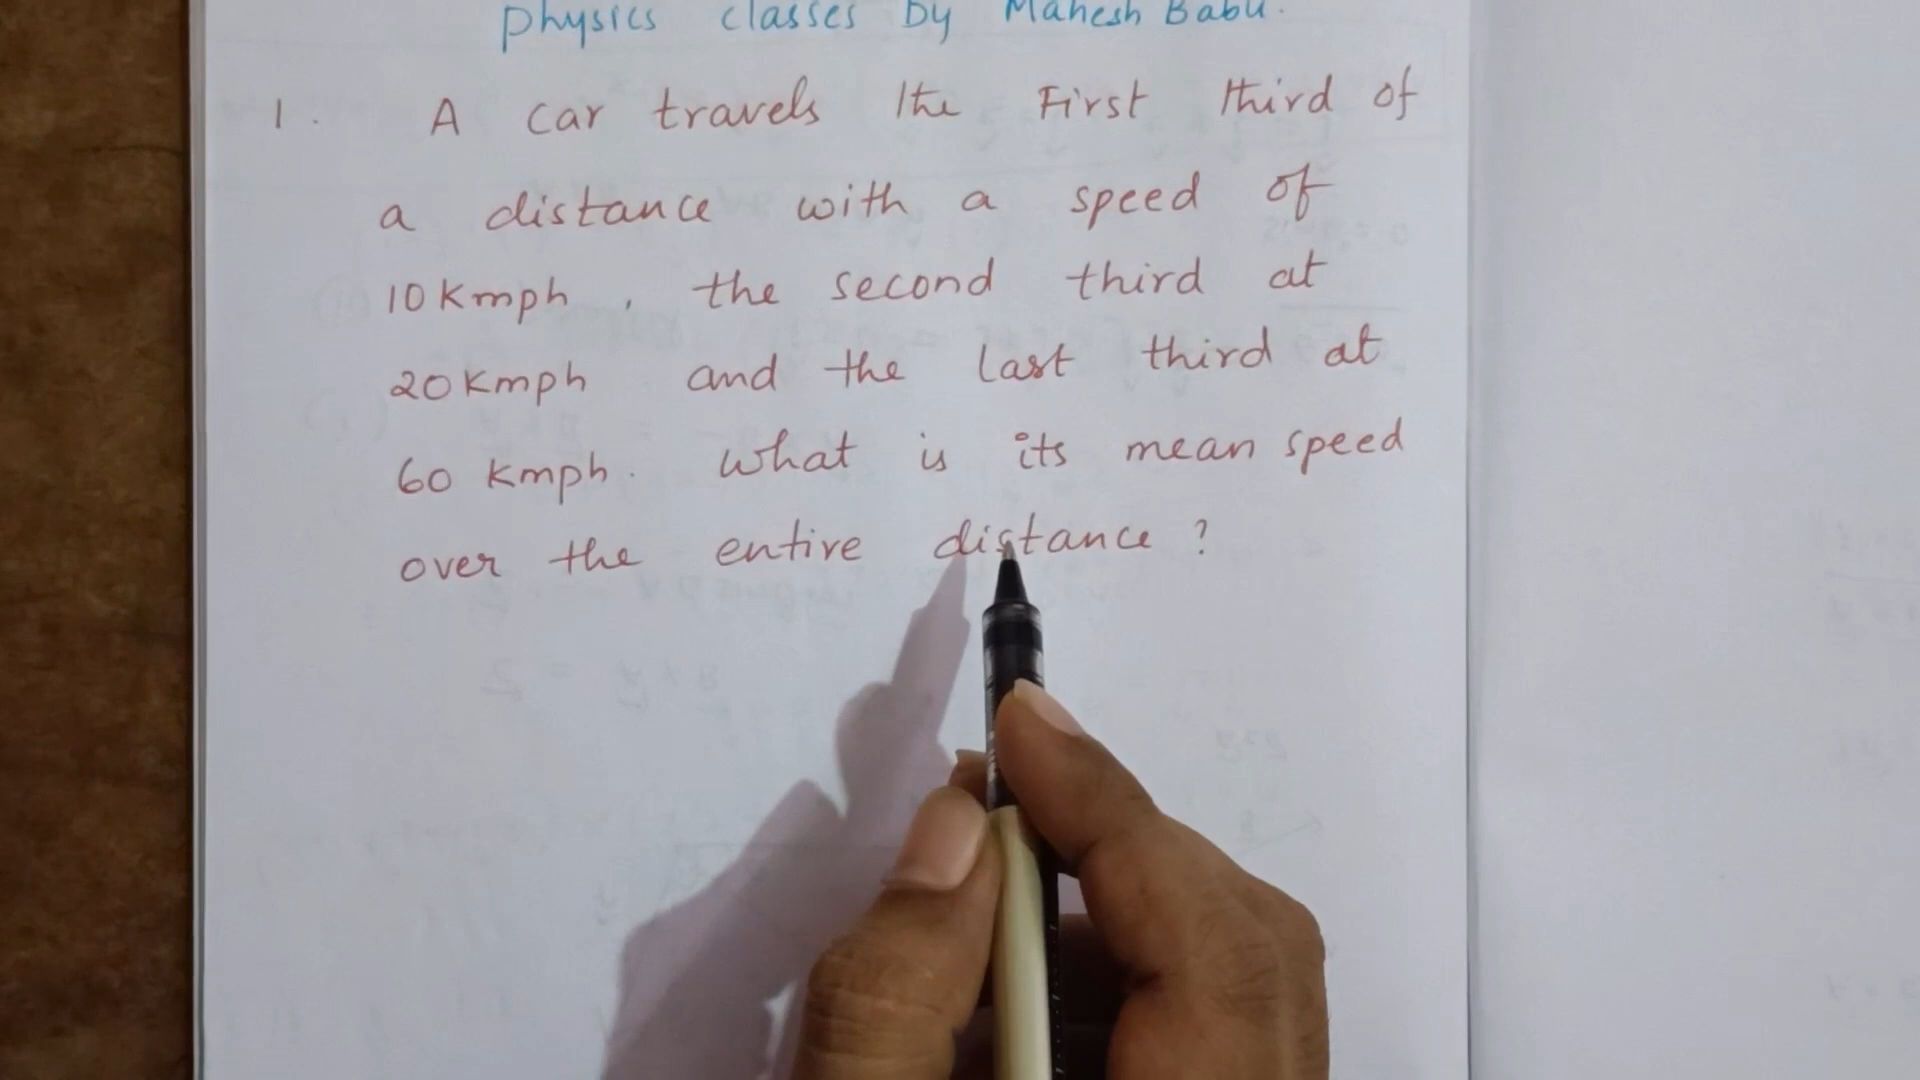 Physics classes by Mahesh Babu.
1. A car travels the First third of
a distance with a speed of
10 Kmph, the second third at
20 Kmph and the last third at
60 Kmph. What is its mean speed
over the entire distance ?